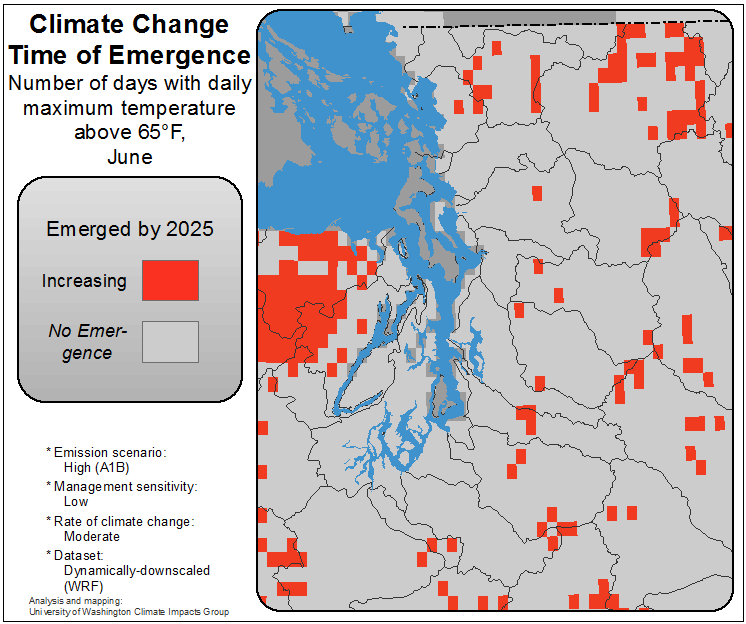 Climate Change
Time of Emergence
Number of days with daily
maximum temperature
above 65°F,
June
Emerged by 2025
Increasing
No Emer-
gence
* Emission scenario:
High (A1B)
* Management sensitivity:
Low
* Rate of climate change:
Moderate
* Dataset:
Dynamically-downscaled
(WRF)
Analysis and mapping:
University of Washington Climate Impacts Group